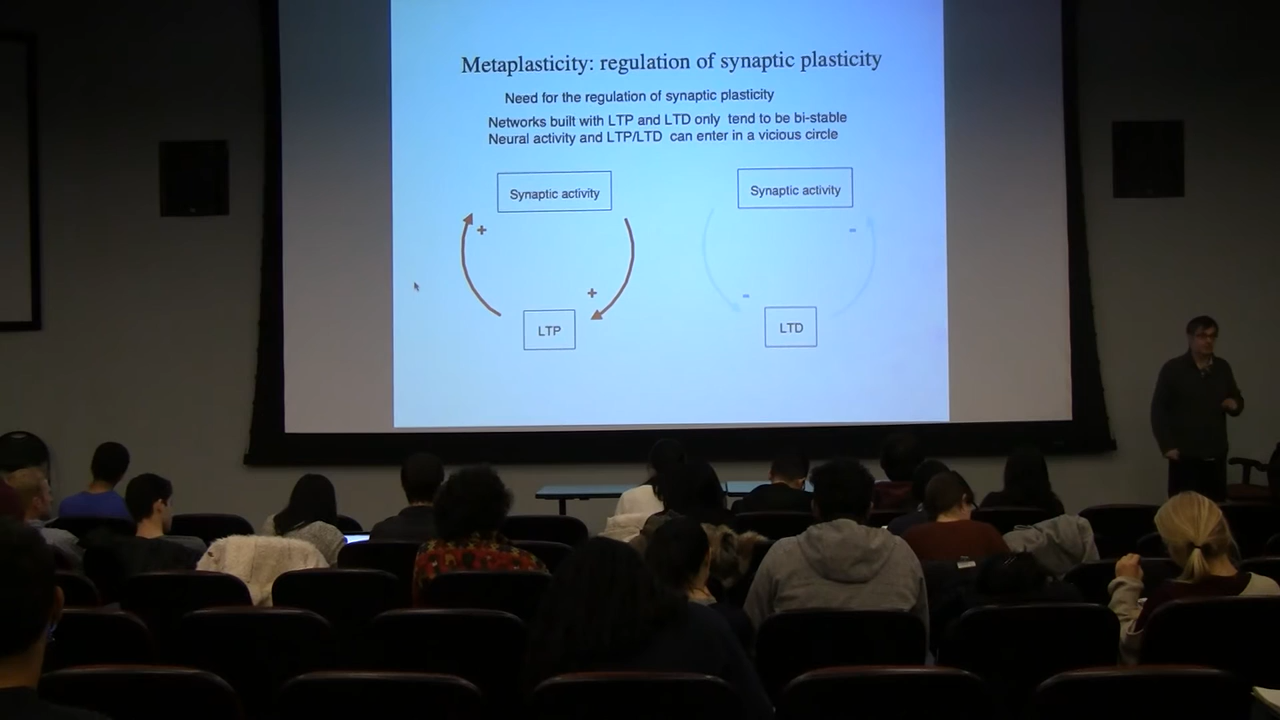 Metaplasticity: regulation of synaptic plasticity
Need for the regulation of synaptic plasticity
Networks built with LTP and LTD only tend to be bi-stable
Neural activity and LTP/LTD can enter in a vicious circle
Synaptic activity
Synaptic activity
+
-
+
-
LTP
LTD